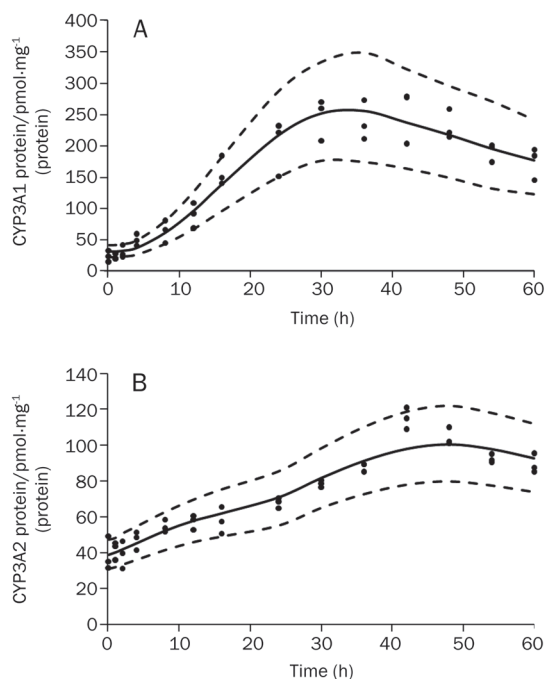 A
CYP3A1 protein/pmol·mg⁻¹
(protein)
400
350
300
250
200
150
100
50
0
0 10 20 30 40 50 60
Time (h)
B
CYP3A2 protein/pmol·mg⁻¹
(protein)
140
120
100
80
60
40
20
0
0 10 20 30 40 50 60
Time (h)